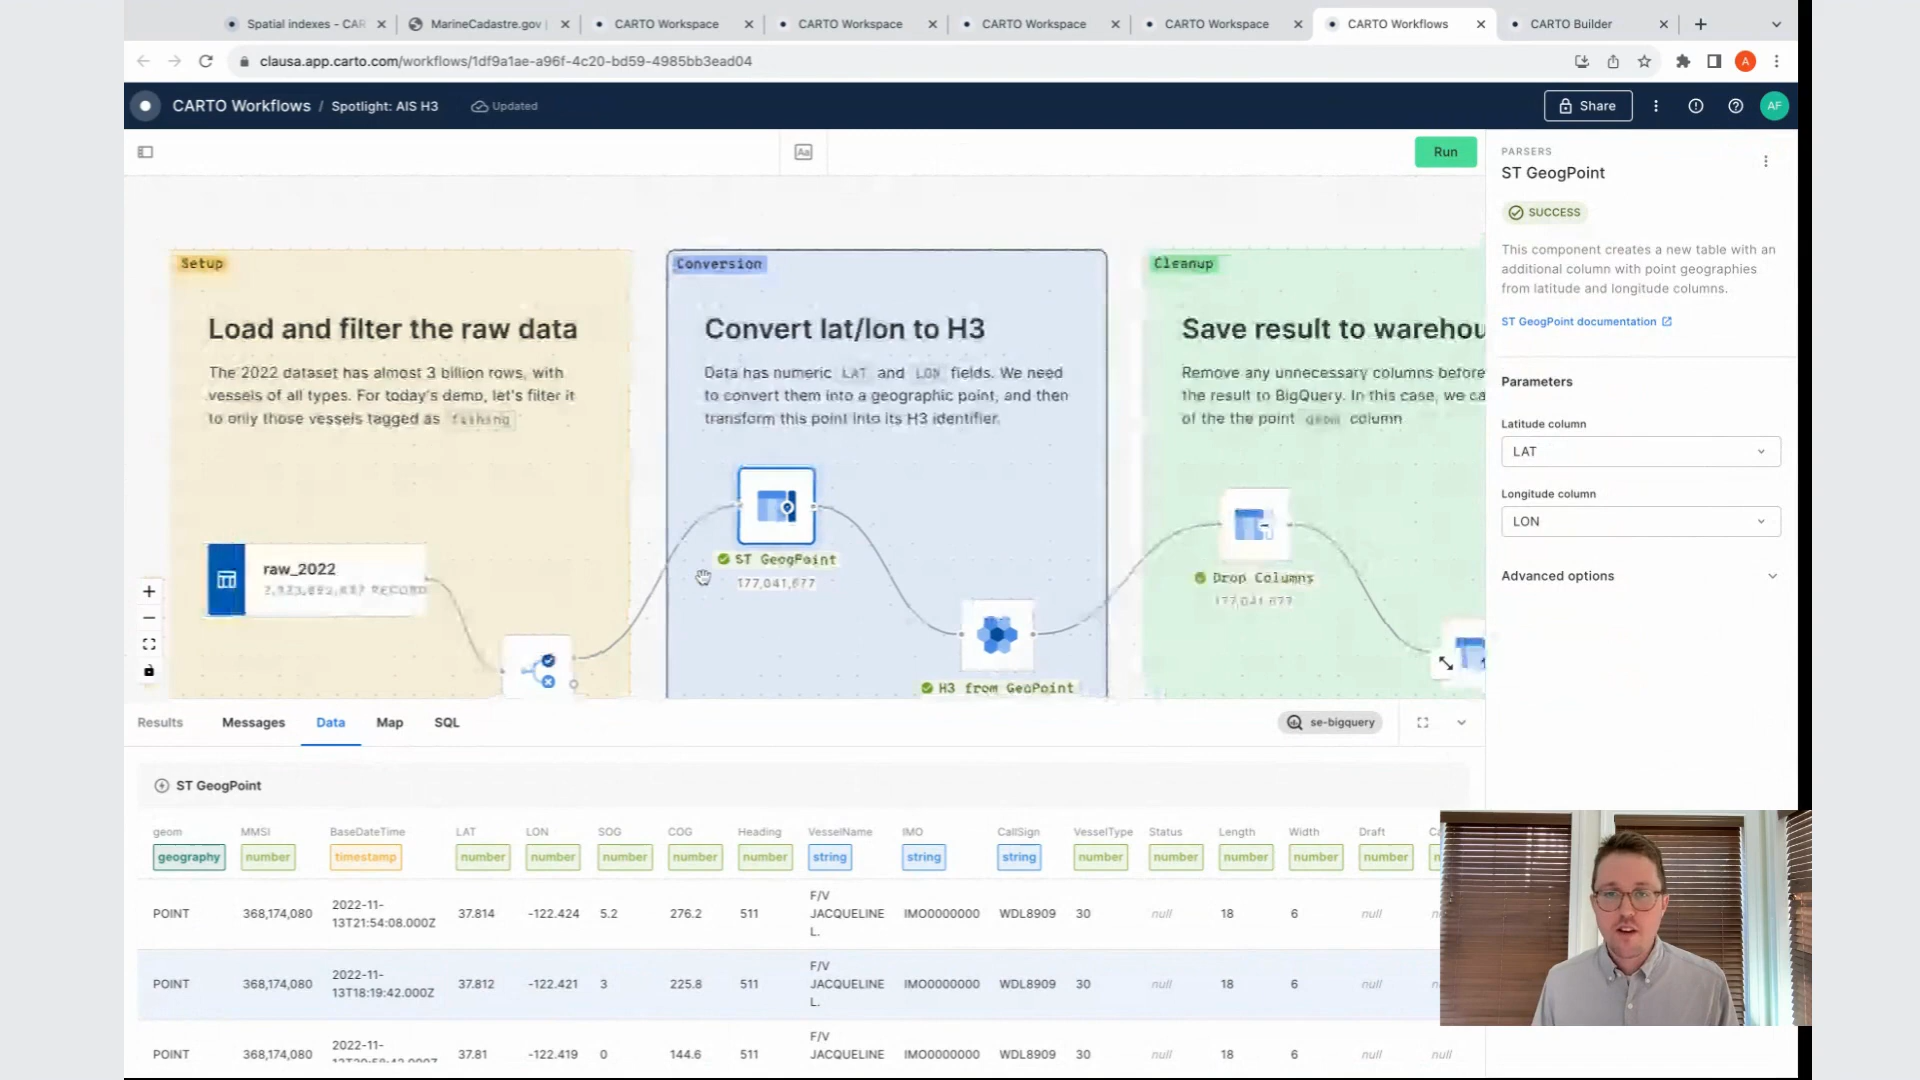 Spatial indexes - CAR
MarineCadastre.gov
CARTO Workspace
CARTO Workspace
CARTO Workspace
CARTO Workspace
CARTO Workflows
CARTO Builder
clausa.app.carto.com/workflows/1df9a1ae-a96f-4c20-bd59-4985bb3ead04
A
CARTO Workflows / Spotlight: AIS H3
Updated
Share
AF
Aa
Run
Setup
Load and filter the raw data
The 2022 dataset has almost 3 billion rows, with
vessels of all types. For today's demo, let's filter it
to only those vessels tagged as fishing
raw_2022
Conversion
Convert lat/lon to H3
Data has numeric LAT and LON fields. We need
to convert them into a geographic point, and then
transform this point into its H3 identifier.
ST GeogPoint
177,041,677
H3 from GeoPoint
Cleanup
Save result to warehou
Remove any unnecessary columns before
the result to BigQuery. In this case, we ca
of the the point geom column
Drop Columns
177,041,677
PARSERS
ST GeogPoint
SUCCESS
This component creates a new table with an
additional column with point geographies
from latitude and longitude columns.
ST GeogPoint documentation
Parameters
Latitude column
LAT
Longitude column
LON
Advanced options
Results Messages Data Map SQL
se-bigquery
ST GeogPoint
geom MMSI BaseDateTime LAT LON SOG COG Heading VesselName IMO CallSign VesselType Status Length Width Draft Ca
geography number timestamp number number number number number string string string number number number number number n
POINT 368,174,080 2022-11-13T21:54:08.000Z 37.814 -122.424 5.2 276.2 511 F/V JACQUELINE L. IMO0000000 WDL8909 30 null 18 6 null
POINT 368,174,080 2022-11-13T18:19:42.000Z 37.812 -122.421 3 225.8 511 F/V JACQUELINE L. IMO0000000 WDL8909 30 null 18 6 null
POINT 368,174,080 2022-11- 37.81 -122.419 0 144.6 511 F/V JACQUELINE IMO0000000 WDL8909 30 null 18 6 null null